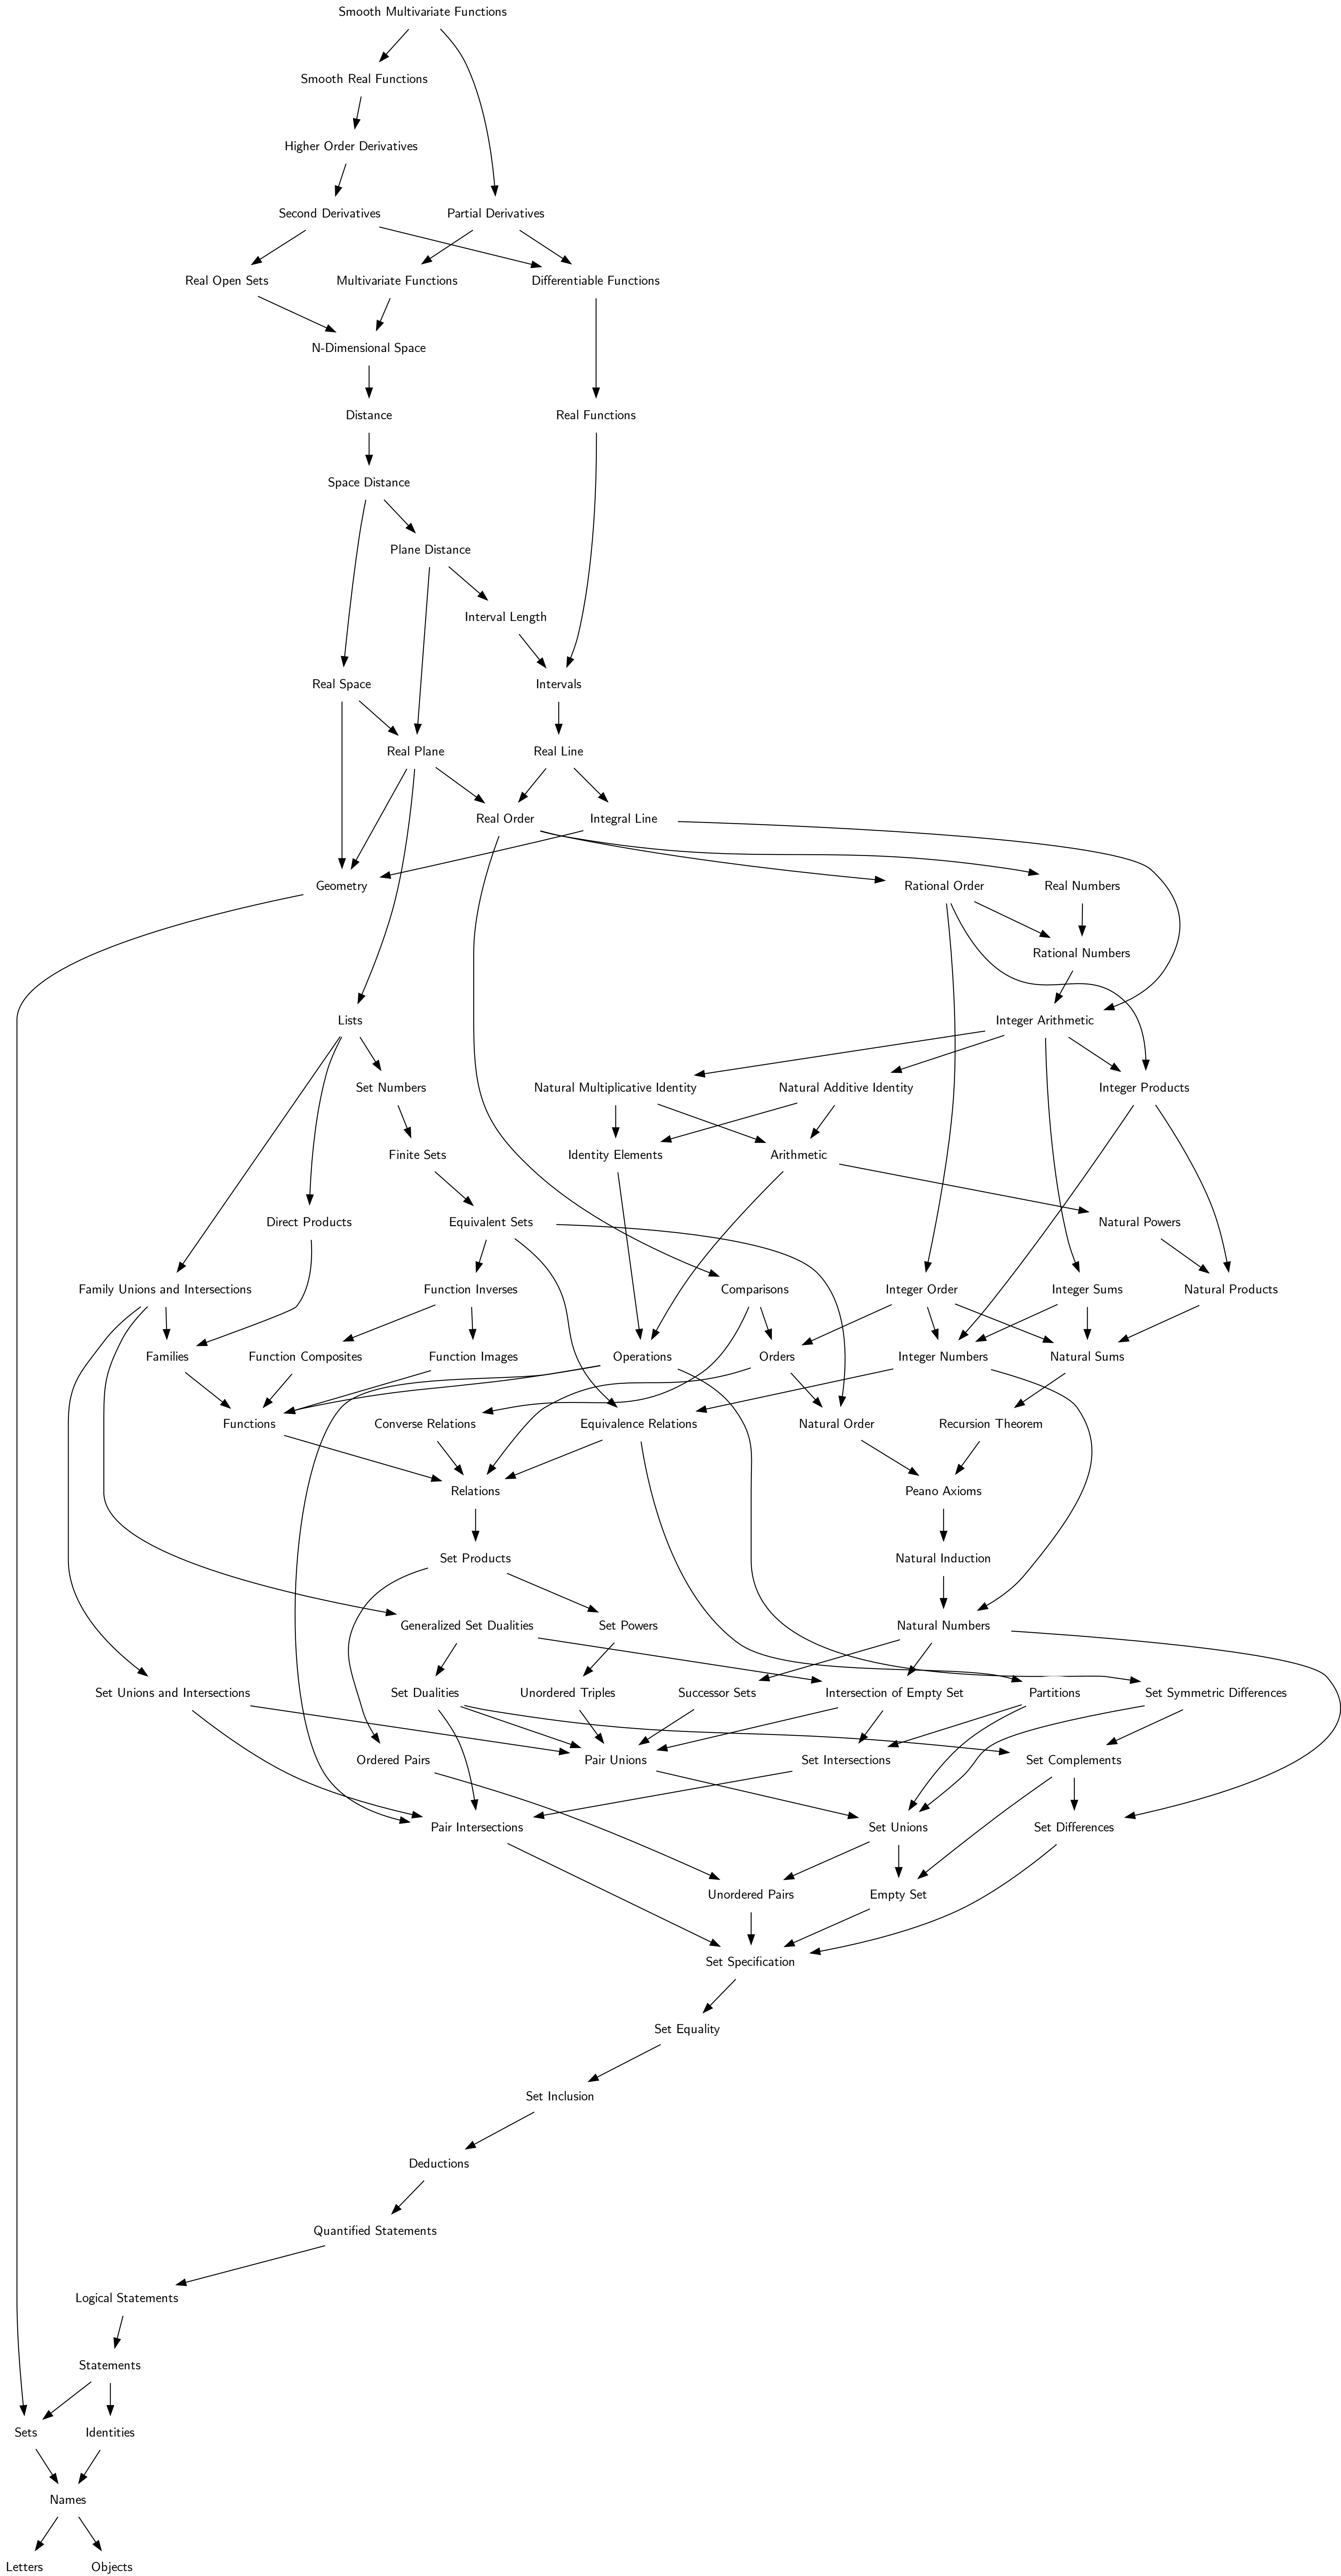 Smooth Multivariate Functions
Smooth Real Functions
Higher Order Derivatives
Second Derivatives
Partial Derivatives
Real Open Sets
Multivariate Functions
Differentiable Functions
N-Dimensional Space
Distance
Real Functions
Space Distance
Plane Distance
Interval Length
Real Space
Intervals
Real Plane
Real Line
Real Order
Integral Line
Geometry
Rational Order
Real Numbers
Rational Numbers
Lists
Integer Arithmetic
Set Numbers
Natural Multiplicative Identity
Natural Additive Identity
Integer Products
Finite Sets
Identity Elements
Arithmetic
Direct Products
Equivalent Sets
Natural Powers
Family Unions and Intersections
Function Inverses
Comparisons
Integer Order
Integer Sums
Natural Products
Families
Function Composites
Function Images
Operations
Orders
Integer Numbers
Natural Sums
Functions
Converse Relations
Equivalence Relations
Natural Order
Recursion Theorem
Relations
Peano Axioms
Set Products
Natural Induction
Generalized Set Dualities
Set Powers
Natural Numbers
Set Unions and Intersections
Set Dualities
Unordered Triples
Successor Sets
Intersection of Empty Set
Partitions
Set Symmetric Differences
Ordered Pairs
Pair Unions
Set Intersections
Set Complements
Pair Intersections
Set Unions
Set Differences
Unordered Pairs
Empty Set
Set Specification
Set Equality
Set Inclusion
Deductions
Quantified Statements
Logical Statements
Statements
Sets
Identities
Names
Letters
Objects